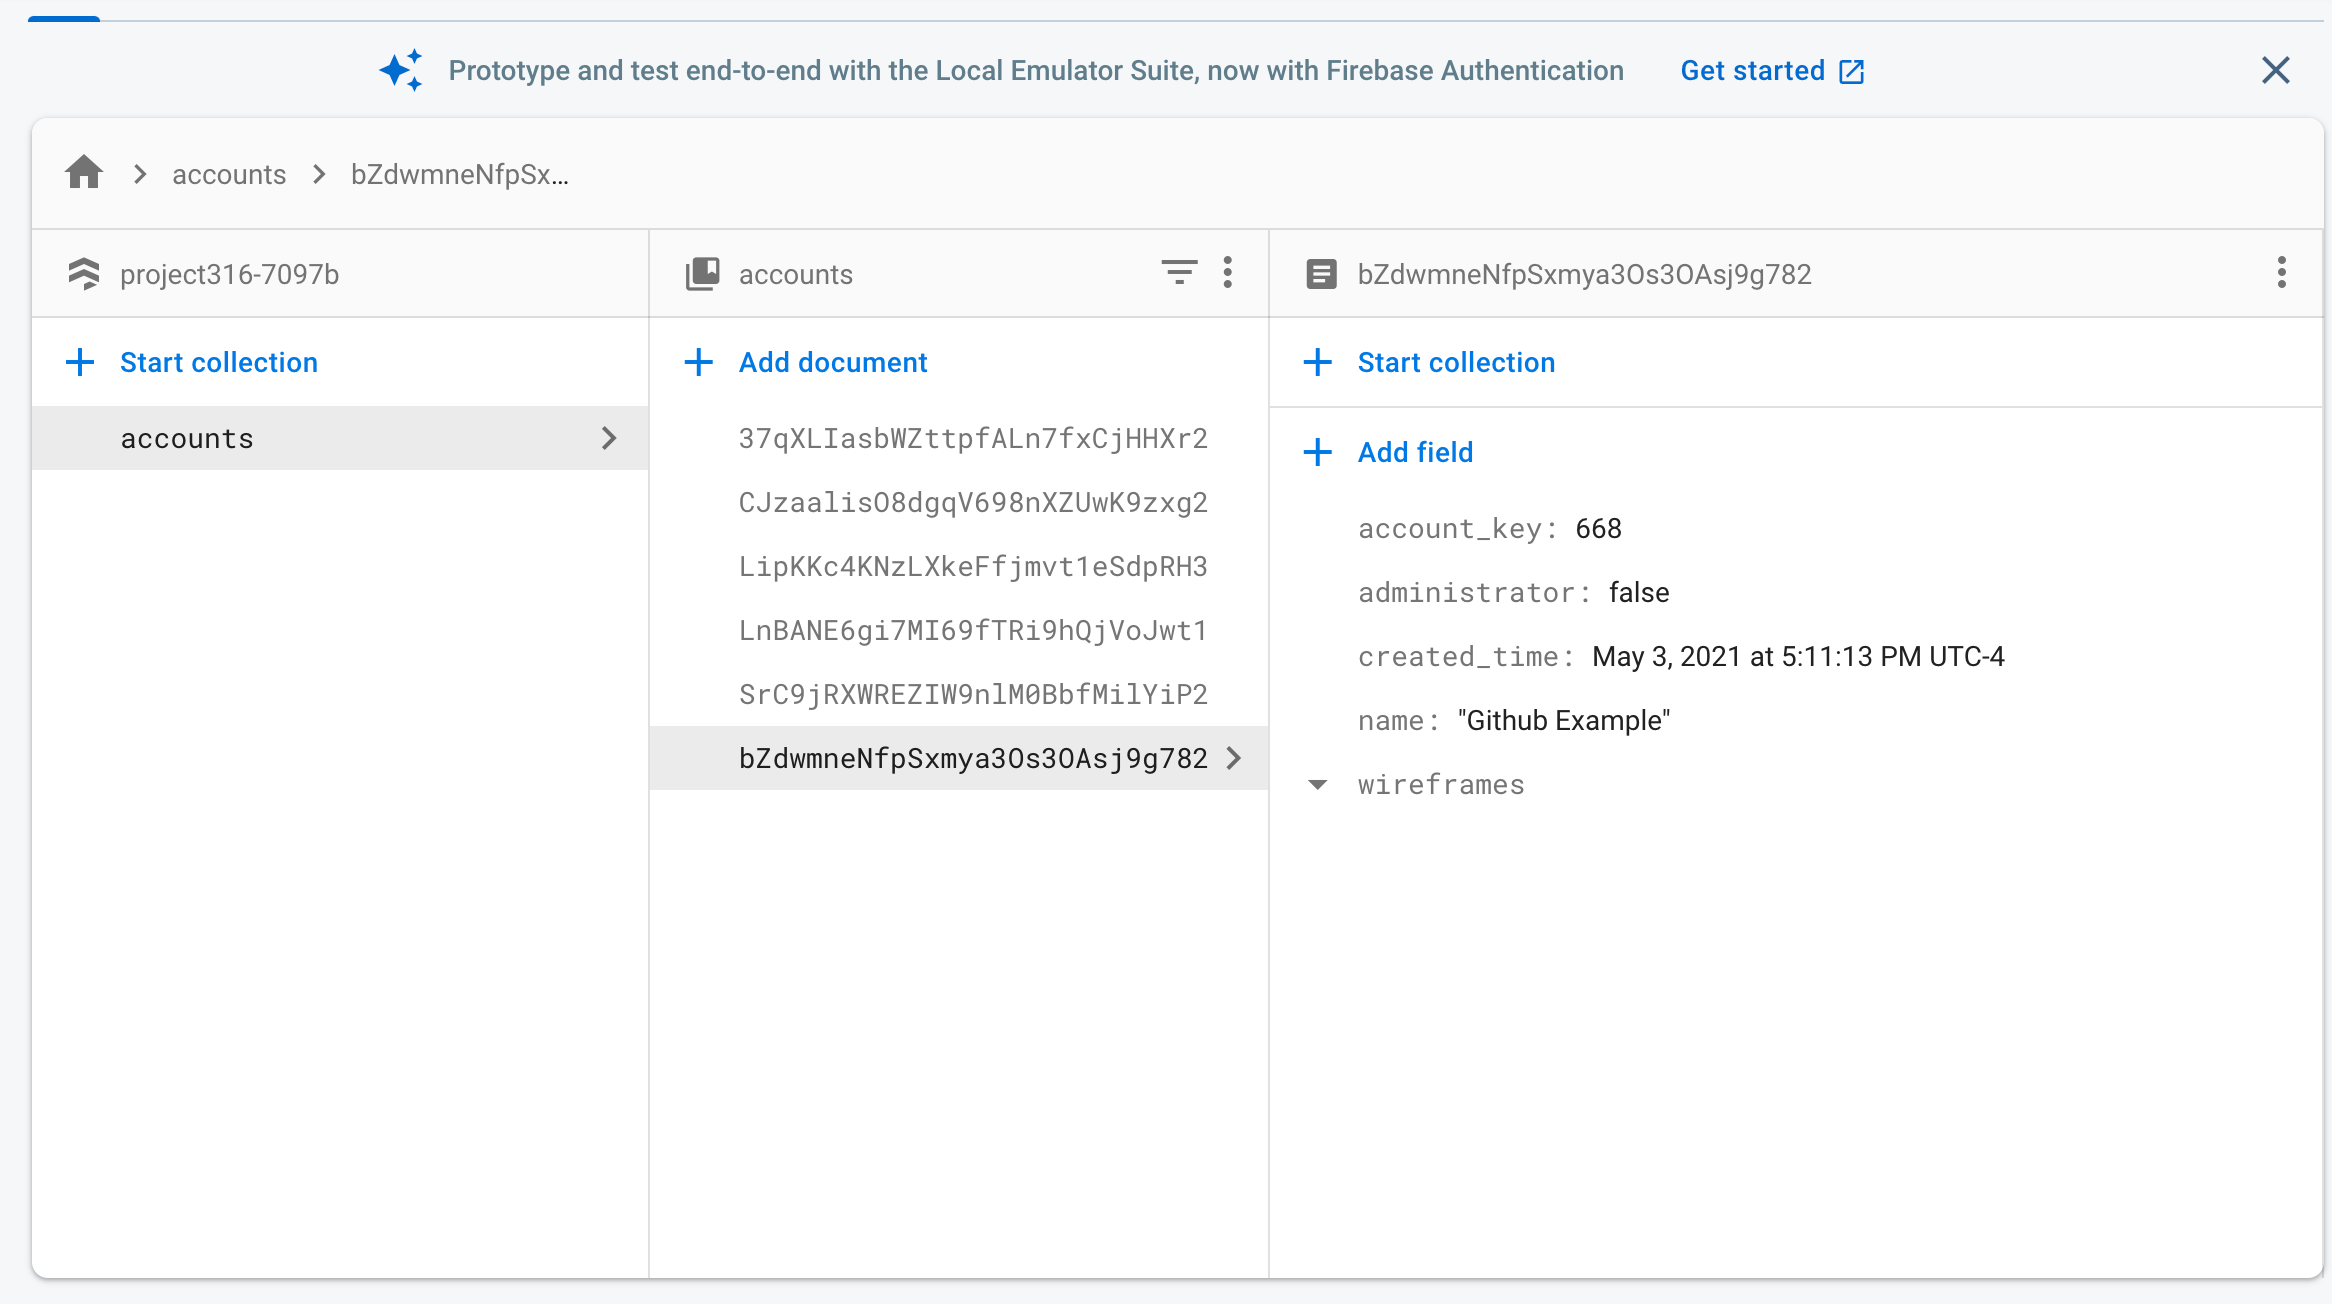 Prototype and test end-to-end with the Local Emulator Suite, now with Firebase Authentication Get started
accounts bZdwmneNfpSx...
project316-7097b
Start collection
accounts
accounts
Add document
37qXLIasbWZttpfALn7fxCjHHXr2
CJzaalisO8dgqV698nXZUwK9zxg2
LipKKc4KNzLXkeFfjmvt1eSdpRH3
LnBANE6gi7MI69fTRi9hQjVoJwt1
SrC9jRXWREZIW9nlM0BbfMilYiP2
bZdwmneNfpSxmya3Os3OAsj9g782
bZdwmneNfpSxmya3Os3OAsj9g782
Start collection
Add field
account_key: 668
administrator: false
created_time: May 3, 2021 at 5:11:13 PM UTC-4
name: "Github Example"
wireframes